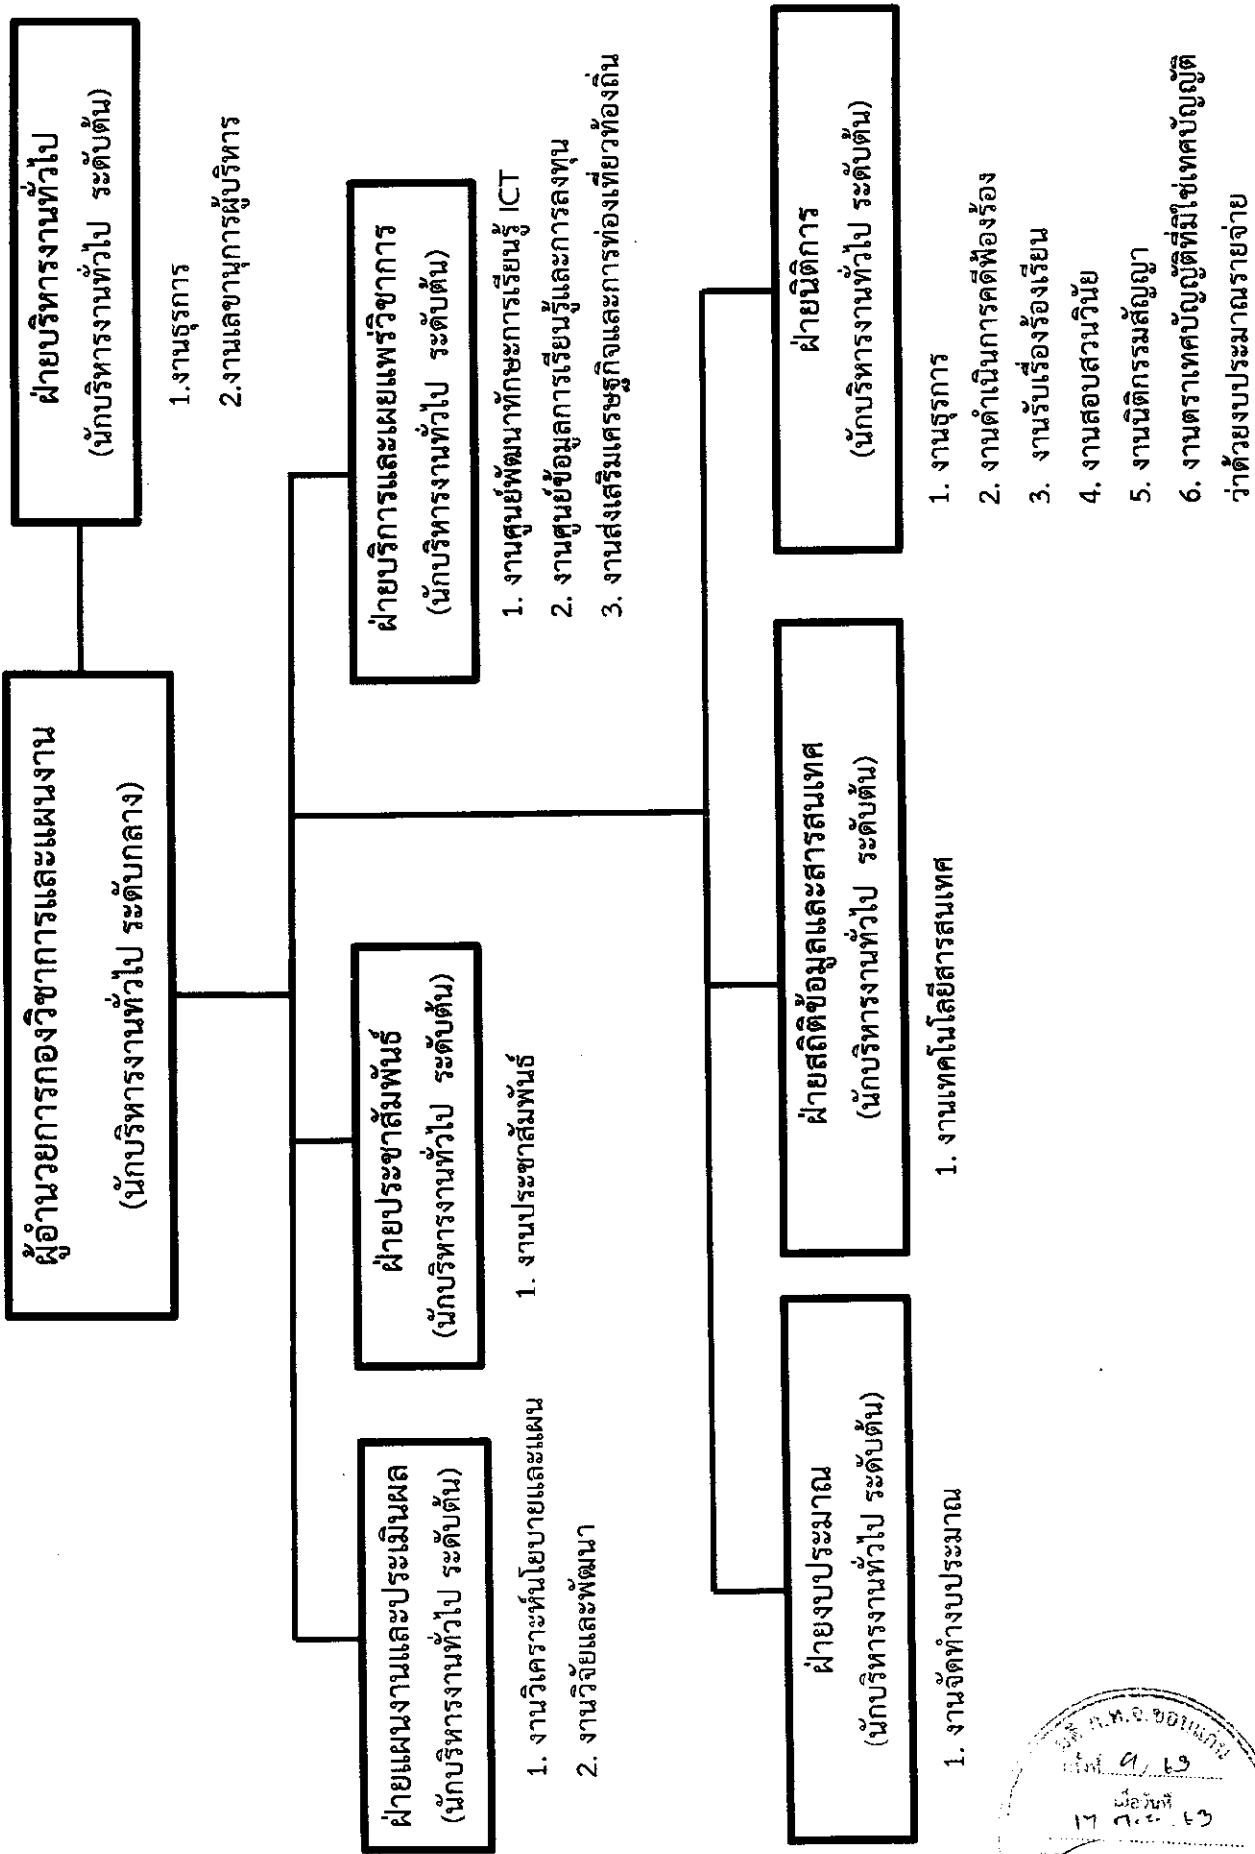 ผู้อำนวยการกองวิชาการและแผนงาน
(นักบริหารงานทั่วไป ระดับกลาง)
ฝ่ายบริหารงานทั่วไป
(นักบริหารงานทั่วไป ระดับต้น)
1.งานธุรการ
2.งานเลขานุการผู้บริหาร
ฝ่ายแผนงานและประเมินผล
(นักบริหารงานทั่วไป ระดับต้น)
1. งานวิเคราะห์นโยบายและแผน
2. งานวิจัยและพัฒนา
ฝ่ายประชาสัมพันธ์
(นักบริหารงานทั่วไป ระดับต้น)
1. งานประชาสัมพันธ์
ฝ่ายบริการและเผยแพร่วิชาการ
(นักบริหารงานทั่วไป ระดับต้น)
1. งานศูนย์พัฒนาทักษะการเรียนรู้ ICT
2. งานศูนย์ข้อมูลการเรียนรู้และการลงทุน
3. งานส่งเสริมเศรษฐกิจและการท่องเที่ยวท้องถิ่น
ฝ่ายงบประมาณ
(นักบริหารงานทั่วไป ระดับต้น)
1. งานจัดทำงบประมาณ
ฝ่ายสถิติข้อมูลและสารสนเทศ
(นักบริหารงานทั่วไป ระดับต้น)
1. งานเทคโนโลยีสารสนเทศ
ฝ่ายนิติการ
(นักบริหารงานทั่วไป ระดับต้น)
1. งานธุรการ
2. งานดำเนินการคดีฟ้องร้อง
3. งานรับเรื่องร้องเรียน
4. งานสอบสวนวินัย
5. งานนิติกรรมสัญญา
6. งานตราเทศบัญญัติที่มิใช่เทศบัญญัติ
ว่าด้วยงบประมาณรายจ่าย
มติ ก.ท.จ.ขอนแก่น
ครั้งที่ 9/63
เมื่อวันที่
17 ก.ย. 63